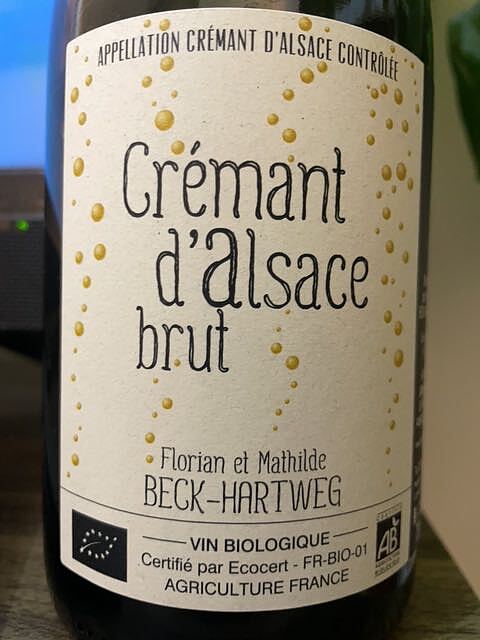 APPELLATION CRÉMANT D'ALSACE CONTRÔLÉE
Crémant
d'alsace
brut
Florian et Mathilde
BECK-HARTWEG
VIN BIOLOGIQUE
Certifié par Ecocert - FR-BIO-01
AGRICULTURE FRANCE
AB